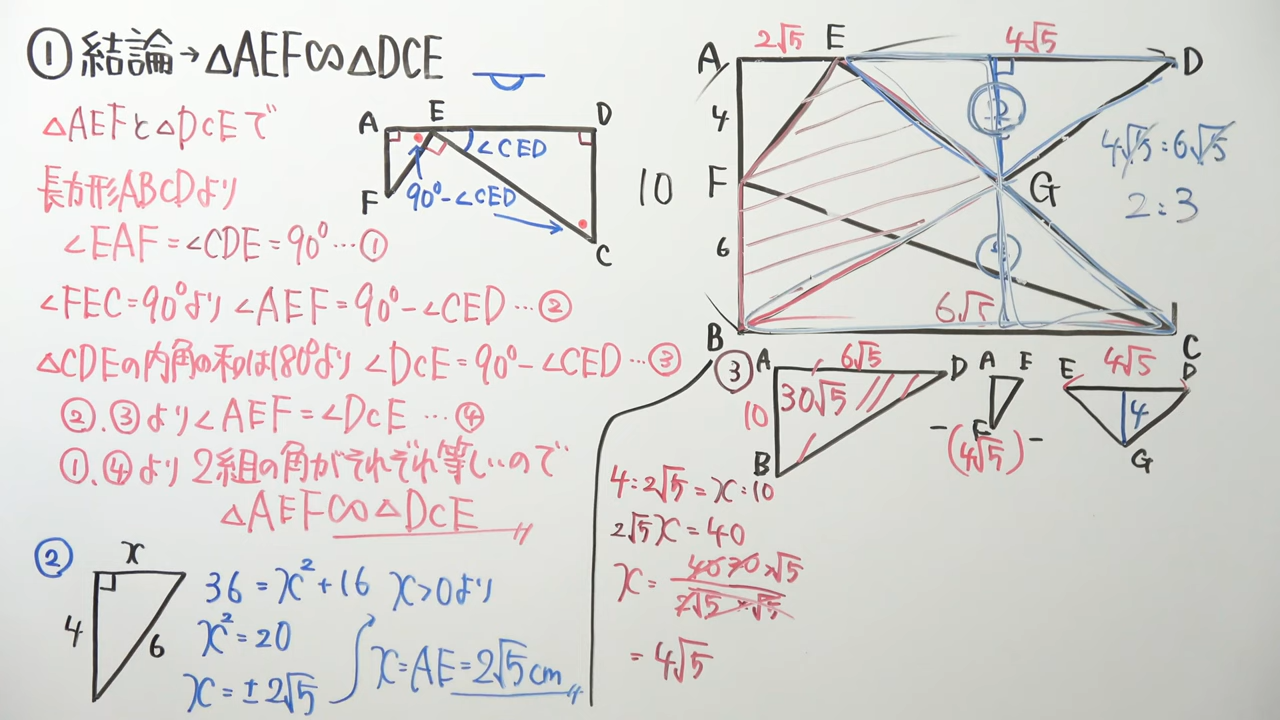 ①結論→△AEF∽△DCE
△AEFと△DCEで
長方形ABCDより
∠EAF=∠CDE=90°…①
∠FEC=90°より ∠AEF=90°-∠CED…②
△CDEの内角の和は180°より ∠DCE=90°-∠CED…③
②.③より∠AEF=∠DCE…④
①.④より 2組の角がそれぞれ等しいので
△AEF∽△DCE
A E D
∠CED
90°-∠CED
F
C
②
x
4
6
36=x²+16 x>0より
x²=20
x=±2√5
x=AE=2√5cm
A 2√5 E 4√5 D
4
F
10
6
G
B
6√5
C
4√5:6√5
2:3
③
A 6√5 D
10
30√5
B
A E
F
-(4√5)-
4√5
E D
4
G
4:2√5=x:10
2√5x=40
x=
2√5×√5
=4√5